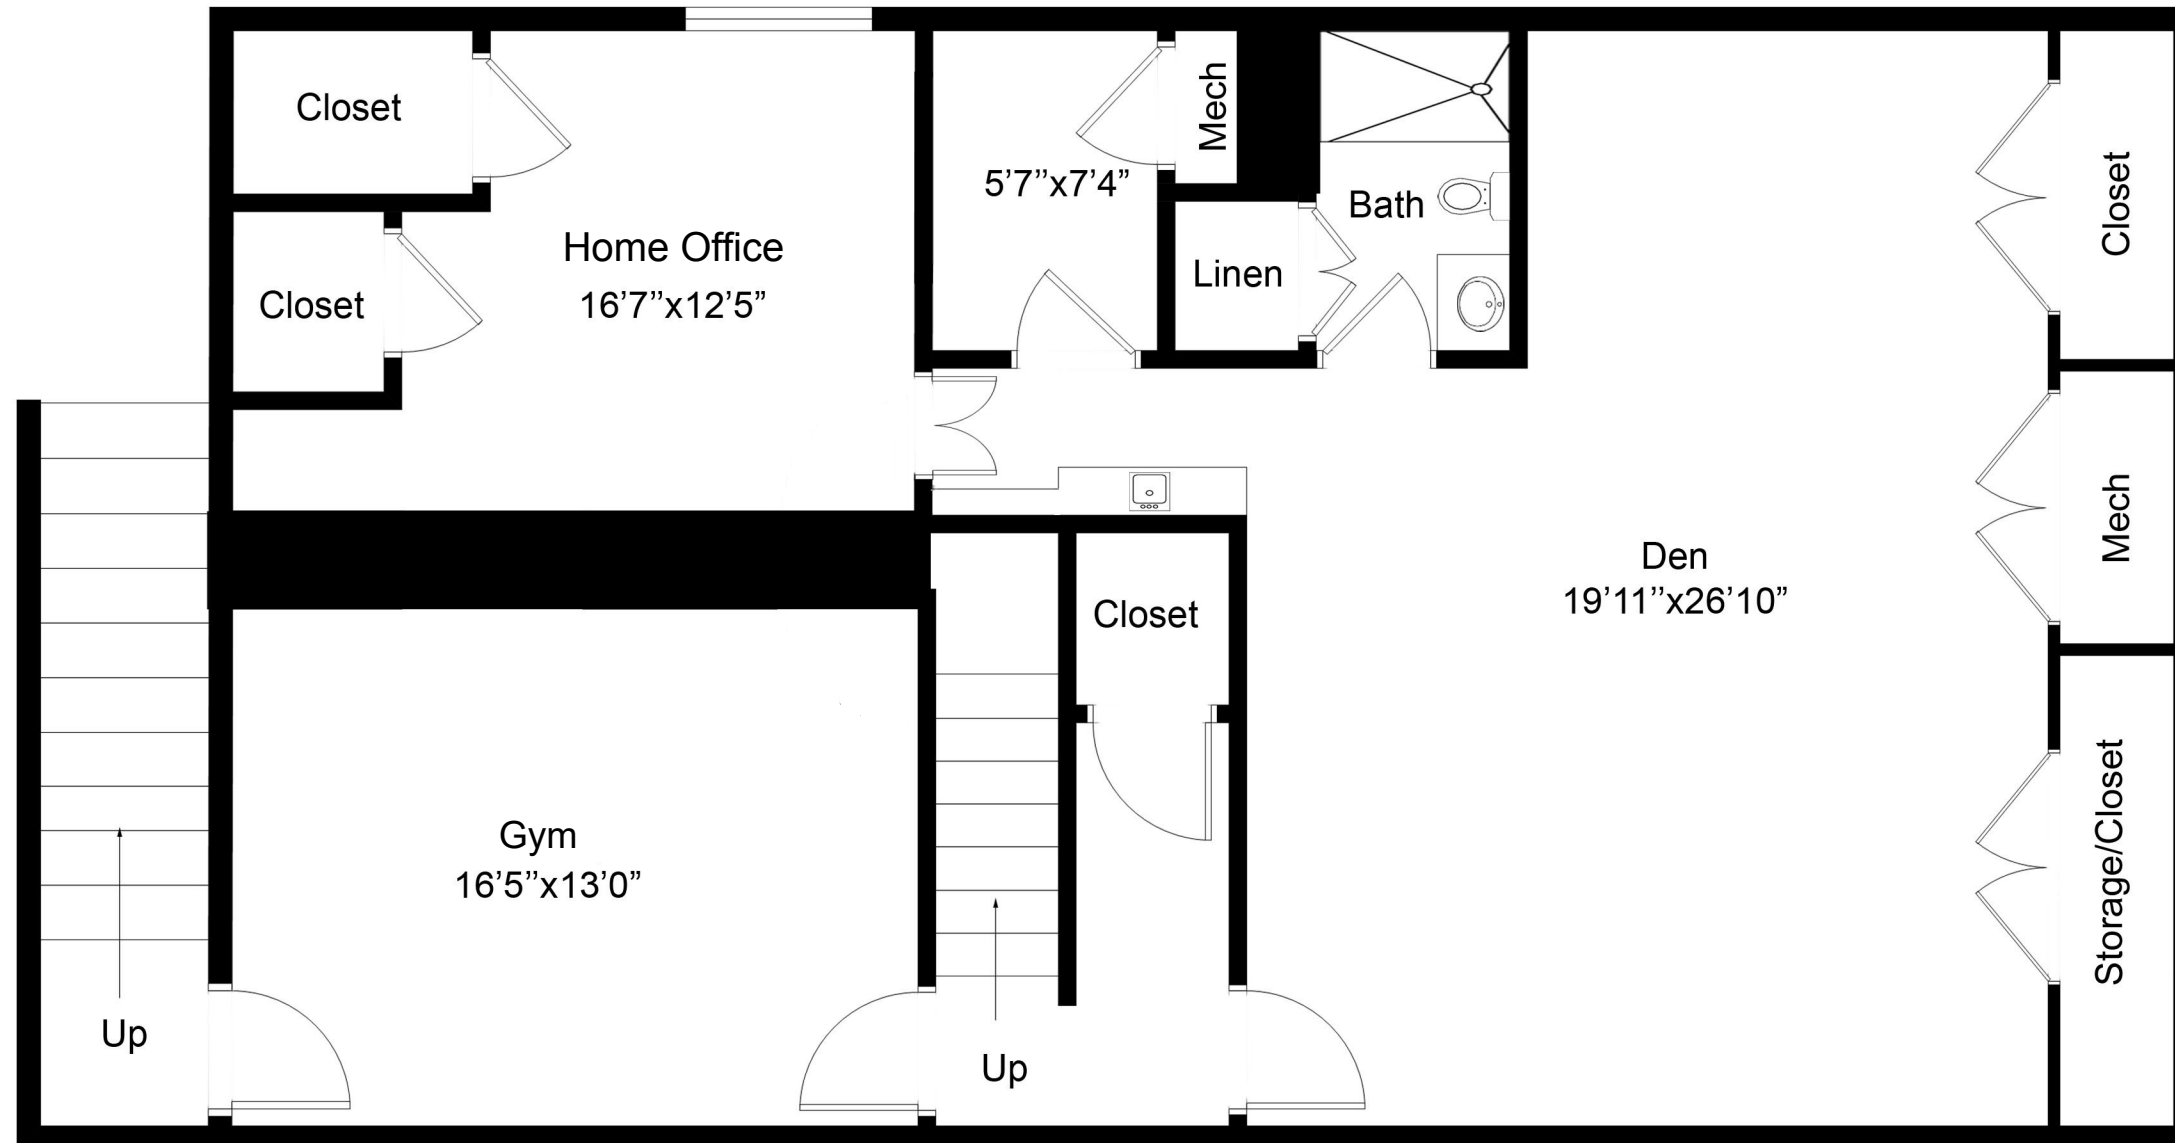 Closet
Mech
5’7’’x7’4”
Bath
Closet
Home Office
16’7’’x12’5”
Linen
Closet
Mech
Den
19’11’’x26’10”
Closet
Gym
16’5’’x13’0”
Storage/Closet
Up
Up